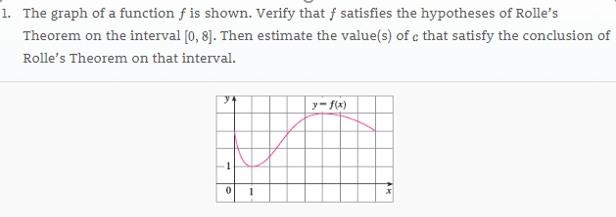 1. The graph of a function f is shown. Verify that f satisfies the hypotheses of Rolle's
Theorem on the interval [0, 8]. Then estimate the value(s) of c that satisfy the conclusion of
Rolle's Theorem on that interval.
y
y = f(x)
1
0 1
x